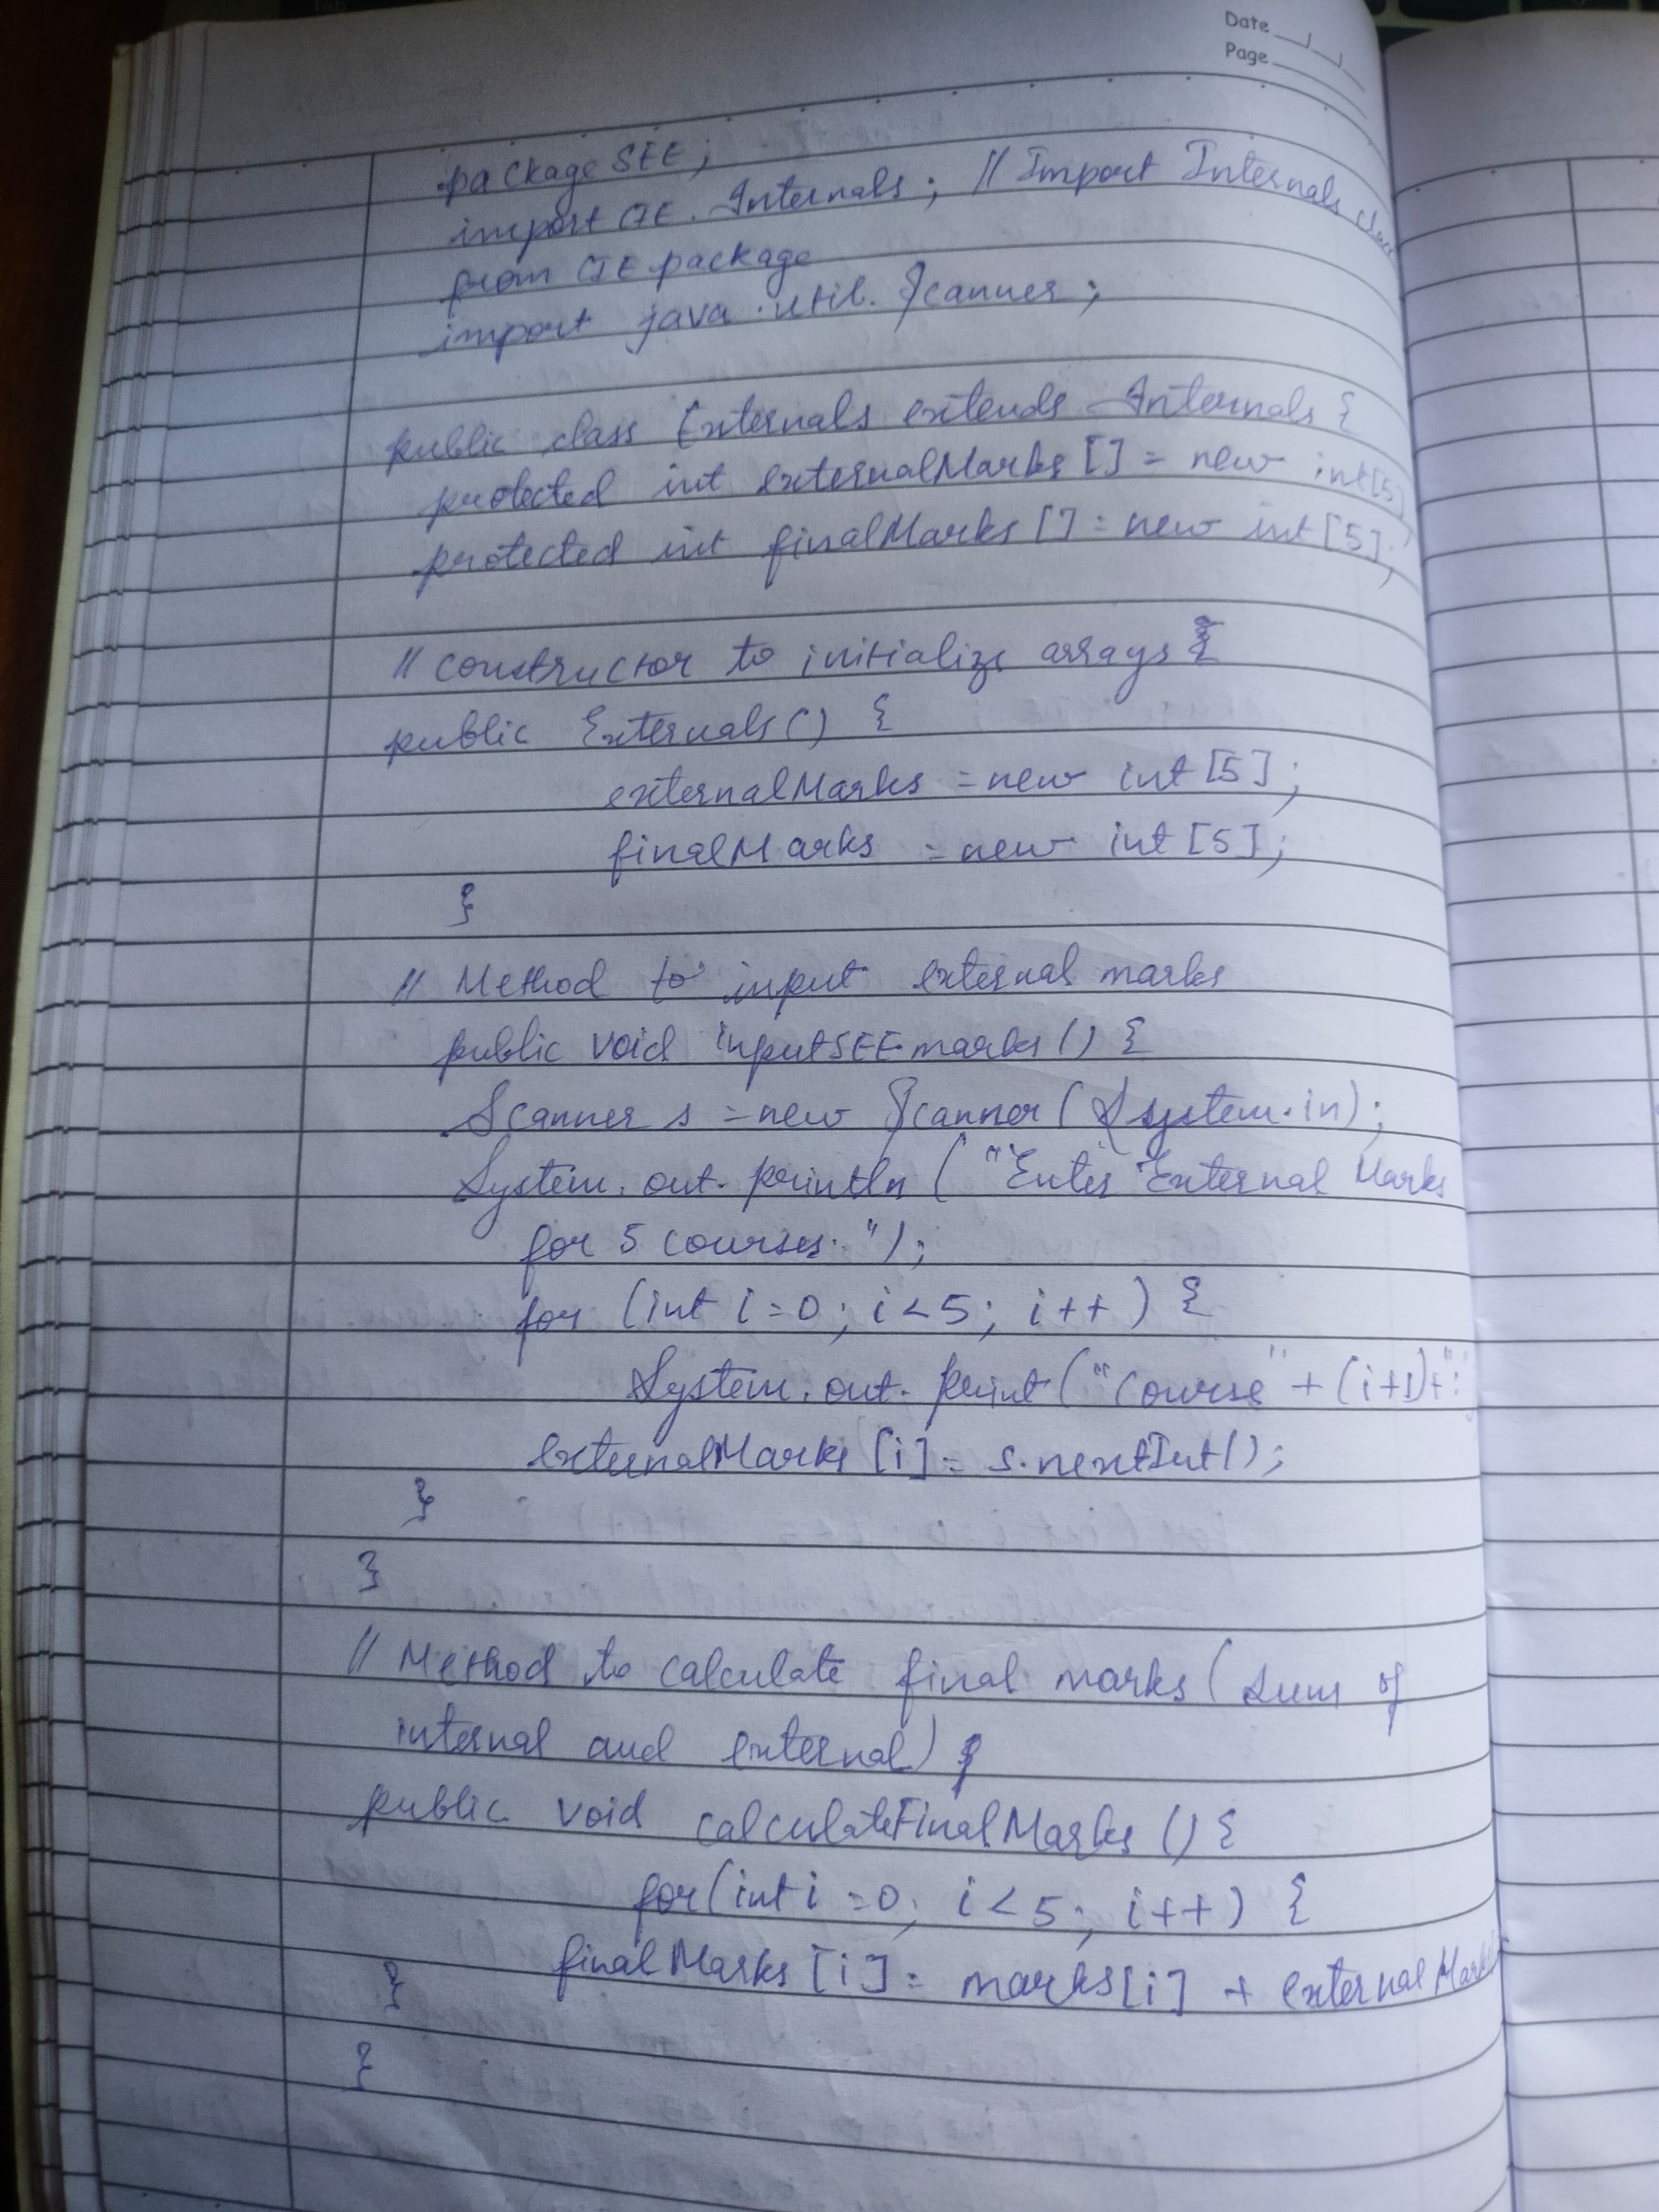 Date
Page
package SEE;
import CIE.Internals; // Import Internals class
from CIE package
import java.util.Scanner;
public class Externals extends Internals {
protected int externalMarks[] = new int[5]
protected int finalMarks[] = new int[5];
// constructor to initialize arrays
public Externals() {
externalMarks = new int[5];
finalMarks = new int[5];
}
// Method to input external marks
public void inputSEEmarks() {
Scanner s = new Scanner(System.in);
System.out.println("Enter External Marks
for 5 courses:");
for (int i=0; i<5; i++) {
System.out.print("Course" + (i+1)+":
externalMarks[i] = s.nextInt();
}
}
// Method to calculate final marks (sum of
internal and external)
public void calculateFinalMarks() {
for(int i=0; i<5; i++) {
finalMarks[i] = marks[i] + externalMarks
}
}